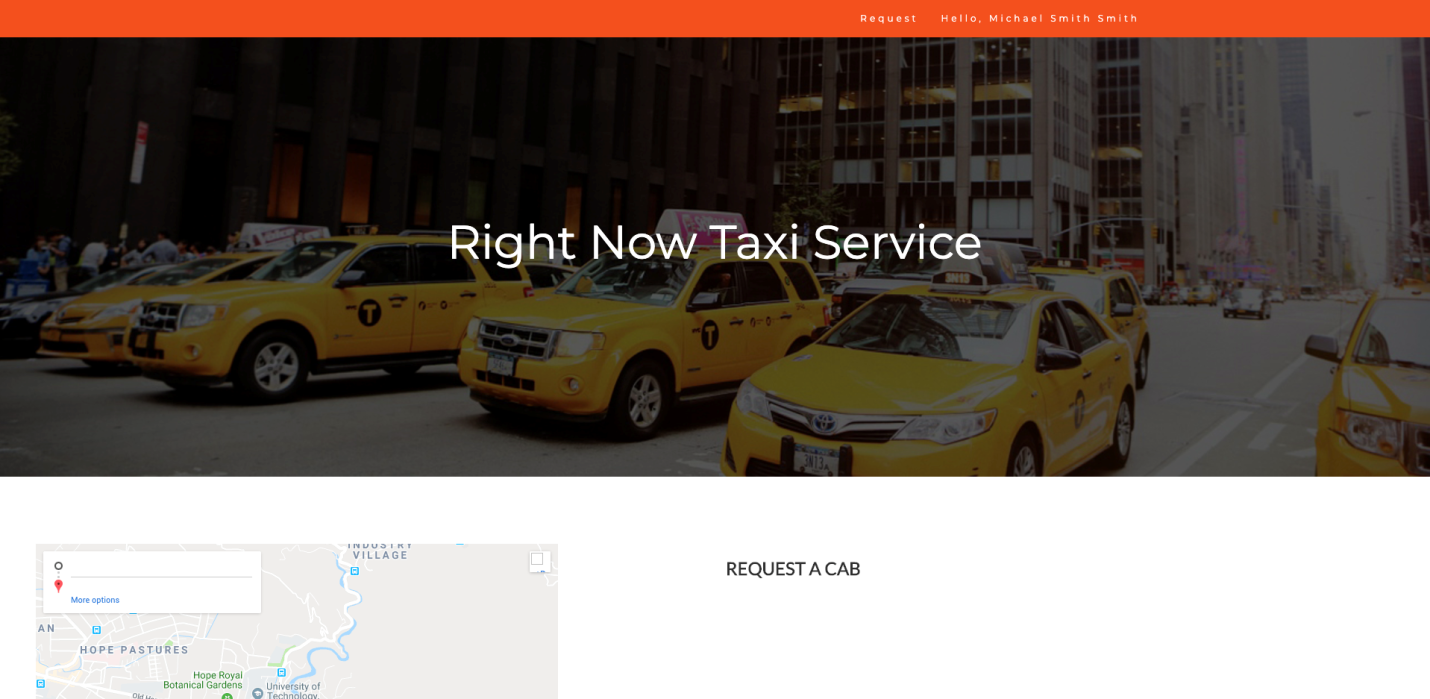 Request Hello, Michael Smith Smith
Right Now Taxi Service
T
T
3N13
INDUSTRY
VILLAGE
REQUEST A CAB
More options
AN
HOPE PASTURES
Hope Royal
Botanical Gardens
University of
Technology,